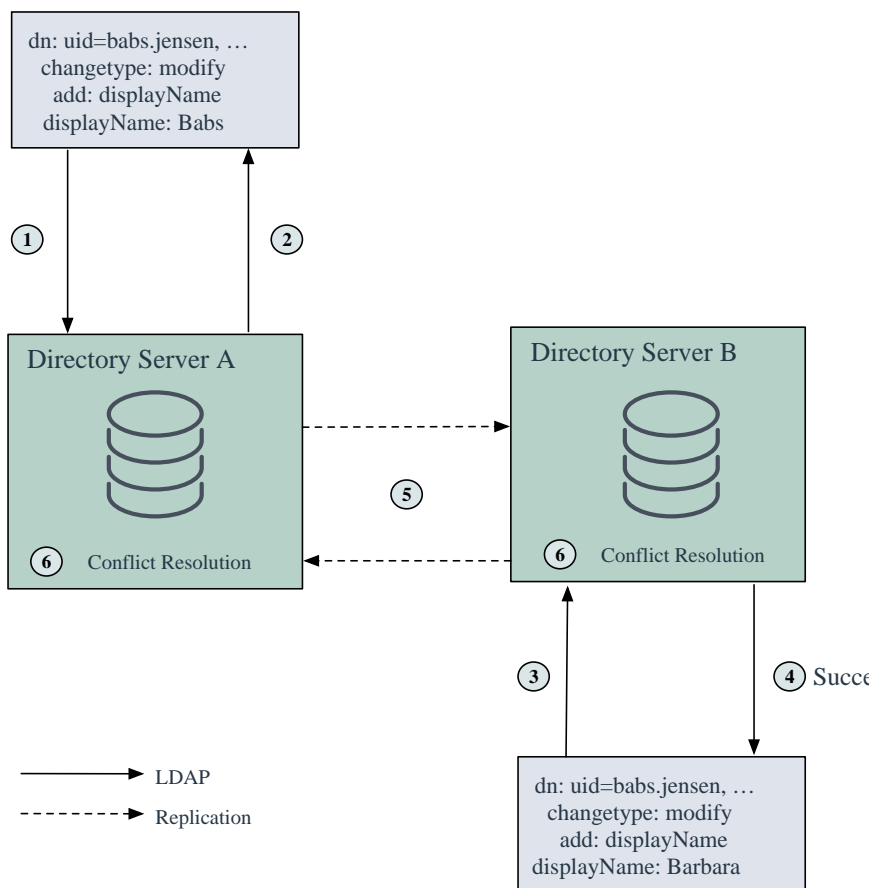 dn: uid=babs.jensen, …
changetype: modify
add: displayName
displayName: Babs
1
2
Directory Server A
Directory Server B
5
6 Conflict Resolution
6 Conflict Resolution
3
4 Succe
LDAP
Replication
dn: uid=babs.jensen, …
changetype: modify
add: displayName
displayName: Barbara